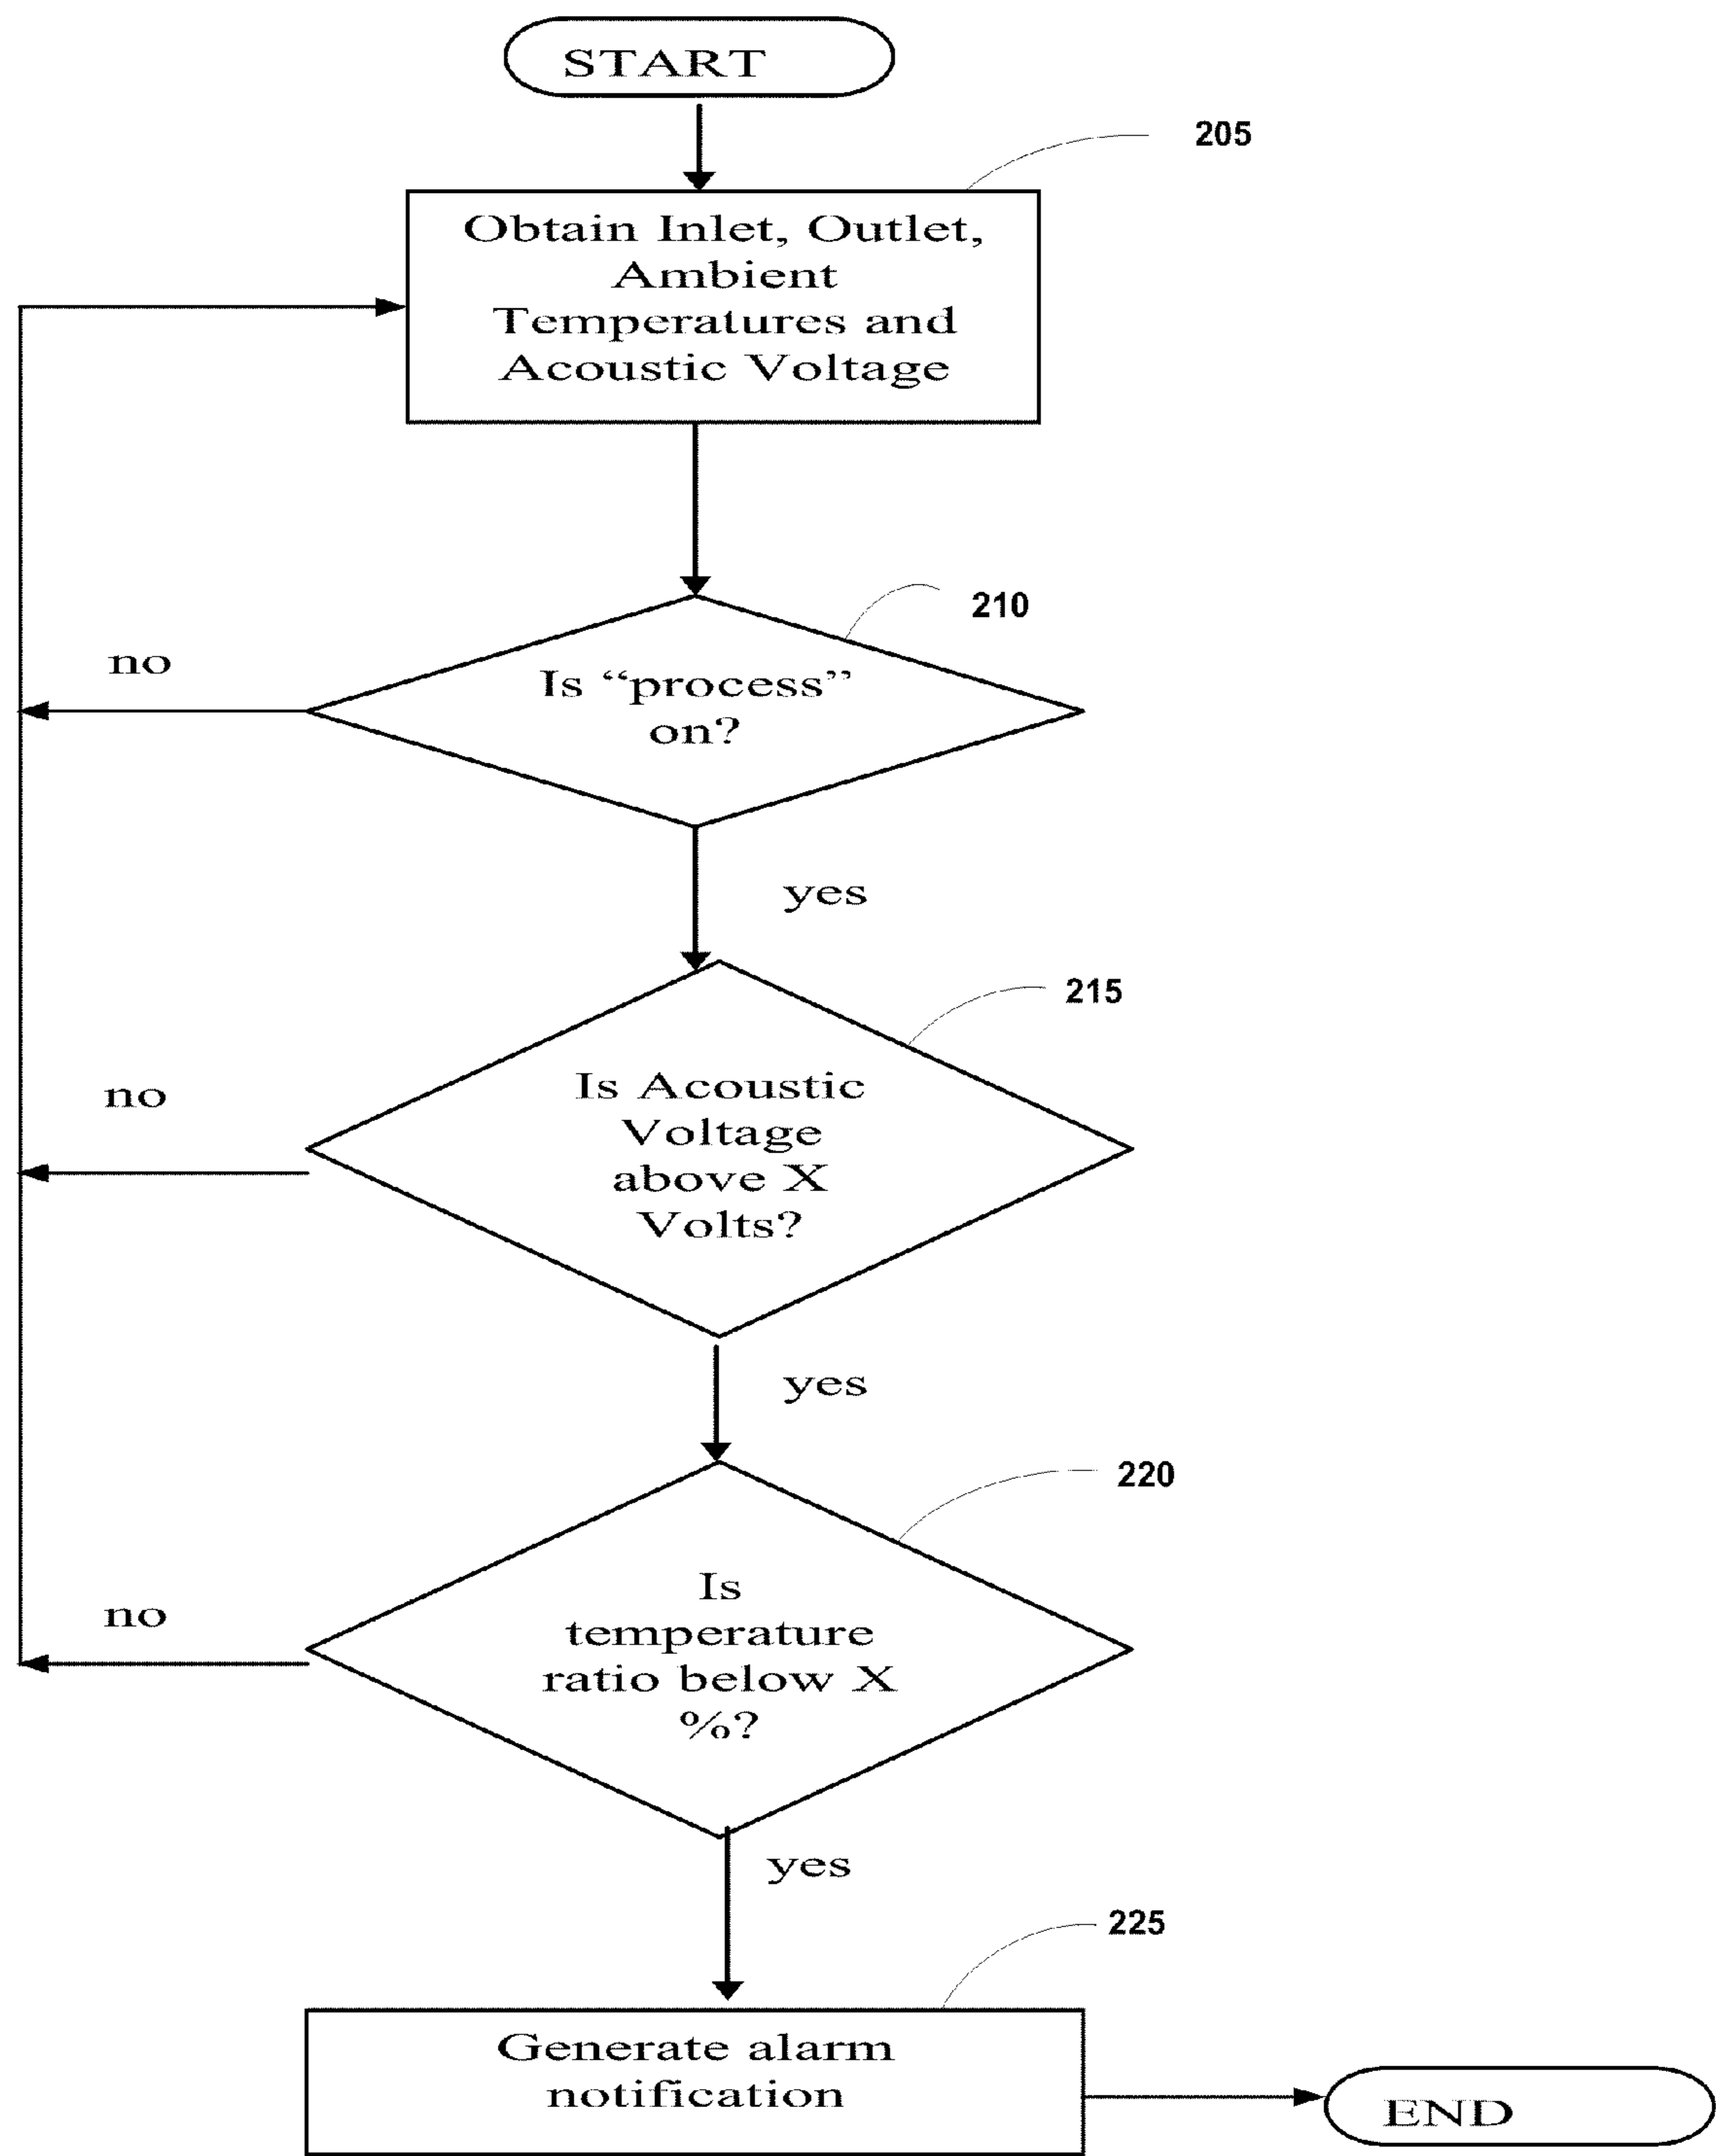 START
205
Obtain Inlet, Outlet,
Ambient
Temperatures and
Acoustic Voltage
210
no
Is “process”
on?
yes
215
no
Is Acoustic
Voltage
above X
Volts?
yes
220
no
Is
temperature
ratio below X
%?
yes
225
Generate alarm
notification
END